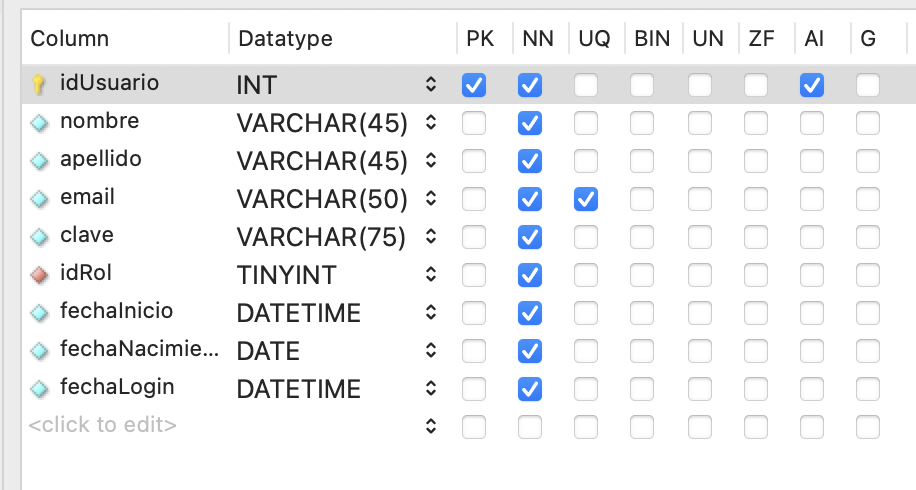 Column Datatype PK NN UQ BIN UN ZF AI G
idUsuario INT
nombre VARCHAR(45)
apellido VARCHAR(45)
email VARCHAR(50)
clave VARCHAR(75)
idRol TINYINT
fechaInicio DATETIME
fechaNacimie... DATE
fechaLogin DATETIME
<click to edit>